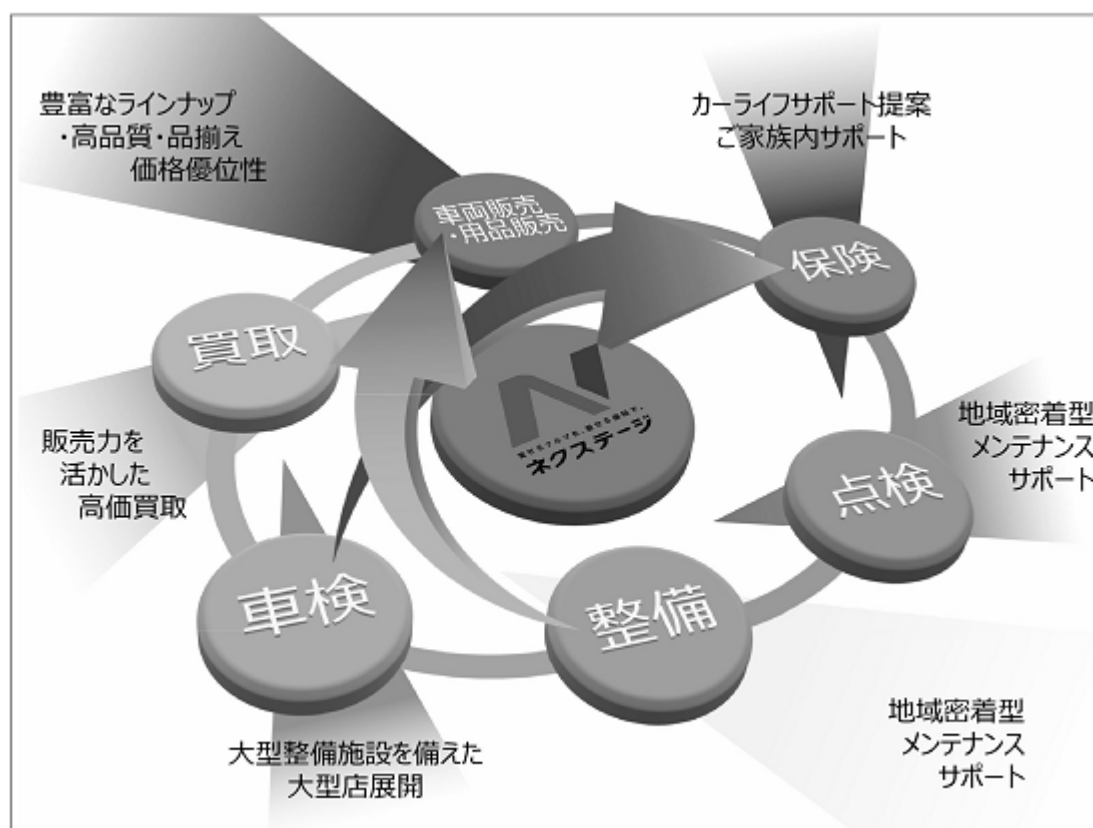 豊富なラインナップ
・高品質・品揃え
価格優位性
カーライフサポート提案
ご家族内サポート
車両販売
・用品販売
保険
買取
ネクステージ
販売力を
活かした
高価買取
地域密着型
メンテナンス
サポート
点検
車検
整備
大型整備施設を備えた
大型店展開
地域密着型
メンテナンス
サポート